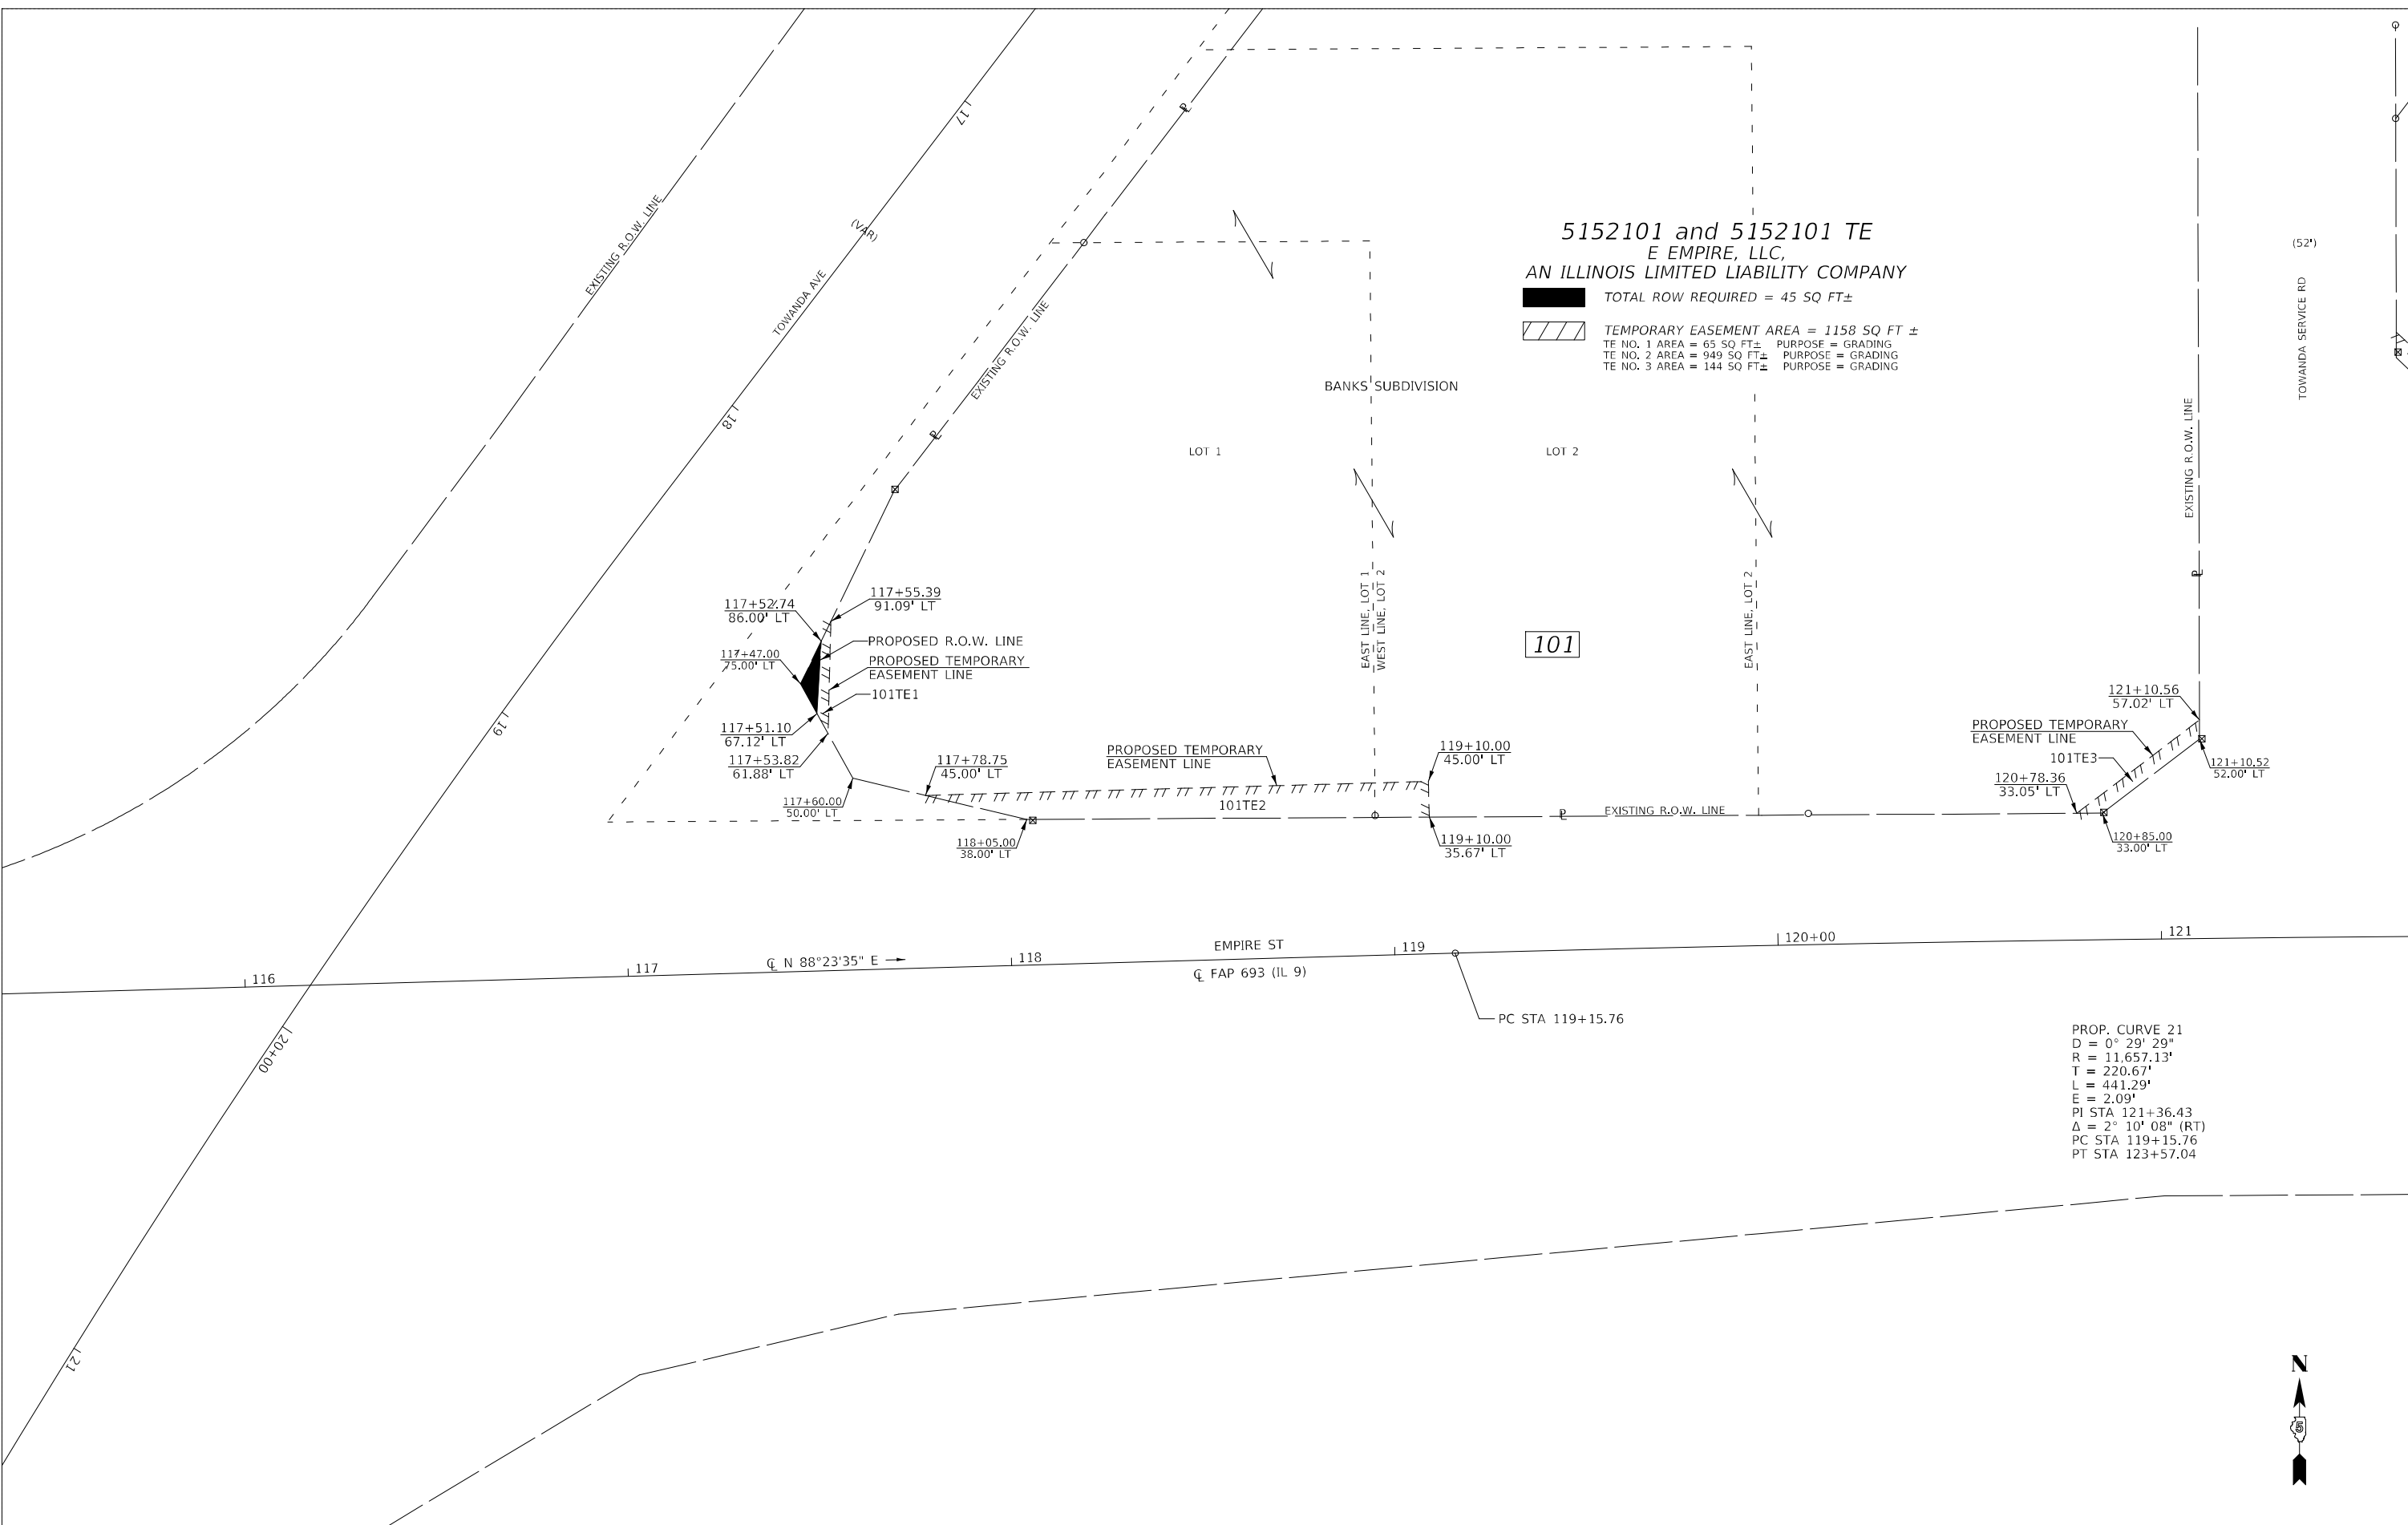 17
(VAR)
EXISTING R.O.W. LINE
TOWANDA AVE
EXISTING R.O.W. LINE
18
19
20+00
21
P
L
P
L
5152101 and 5152101 TE
E EMPIRE, LLC,
AN ILLINOIS LIMITED LIABILITY COMPANY
TOTAL ROW REQUIRED = 45 SQ FT±
TEMPORARY EASEMENT AREA = 1158 SQ FT ±
TE NO. 1 AREA = 65 SQ FT± PURPOSE = GRADING
TE NO. 2 AREA = 949 SQ FT± PURPOSE = GRADING
TE NO. 3 AREA = 144 SQ FT± PURPOSE = GRADING
(52')
TOWANDA SERVICE RD
EXISTING R.O.W. LINE
BANKS SUBDIVISION
LOT 1
LOT 2
EAST LINE, LOT 1
WEST LINE, LOT 2
EAST LINE, LOT 2
101
117+52.74
86.00' LT
117+55.39
91.09' LT
PROPOSED R.O.W. LINE
117+47.00
75.00' LT
PROPOSED TEMPORARY
EASEMENT LINE
101TE1
117+51.10
67.12' LT
117+53.82
61.88' LT
117+60.00
50.00' LT
117+78.75
45.00' LT
PROPOSED TEMPORARY
EASEMENT LINE
101TE2
119+10.00
45.00' LT
118+05.00
38.00' LT
119+10.00
35.67' LT
P
L
EXISTING R.O.W. LINE
P
L
121+10.56
57.02' LT
PROPOSED TEMPORARY
EASEMENT LINE
101TE3
121+10.52
52.00' LT
120+78.36
33.05' LT
120+85.00
33.00' LT
116
117
C
L N 88°23'35" E
118
EMPIRE ST
119
120+00
121
C
L FAP 693 (IL 9)
PC STA 119+15.76
PROP. CURVE 21
D = 0° 29' 29"
R = 11,657.13'
T = 220.67'
L = 441.29'
E = 2.09'
PI STA 121+36.43
Δ = 2° 10' 08" (RT)
PC STA 119+15.76
PT STA 123+57.04
N
5